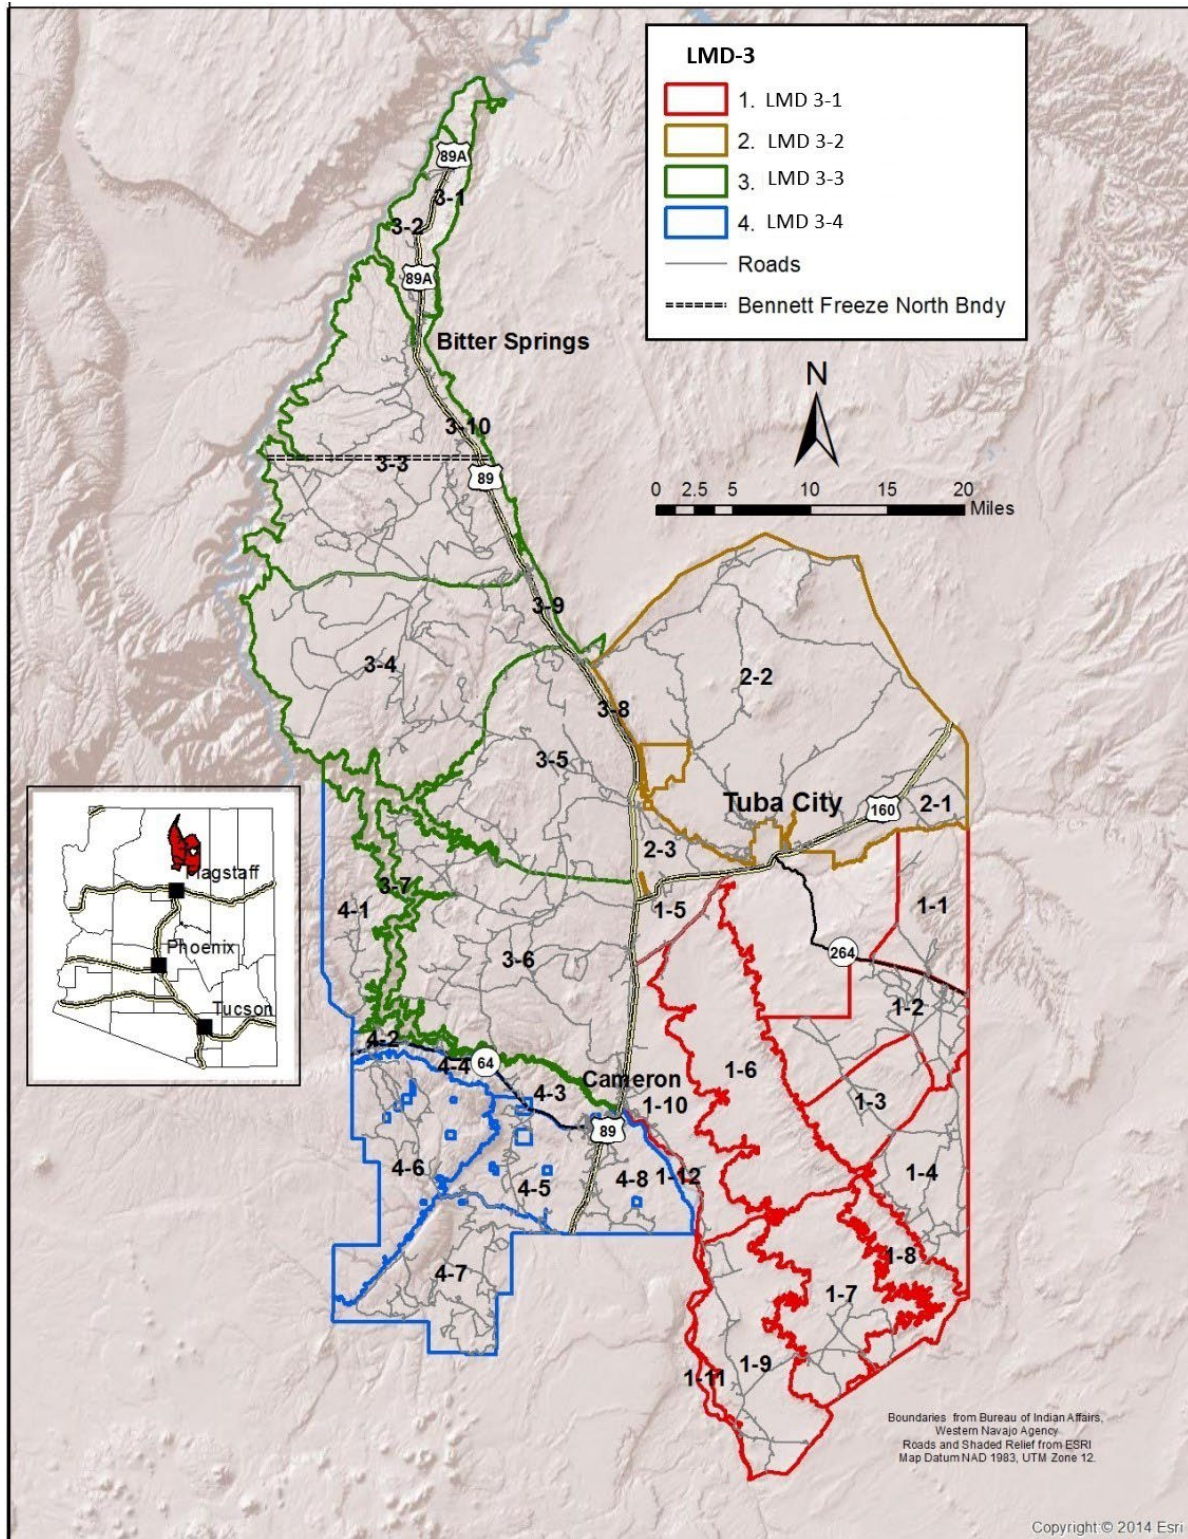 LMD-3
1. LMD 3-1
2. LMD 3-2
3. LMD 3-3
4. LMD 3-4
Roads
Bennett Freeze North Bndy
89A
3-1
3-2
89A
Bitter Springs
N
3-10
3-3
89
0 2.5 5 10 15 20
Miles
3-9
3-4
2-2
3-8
3-5
Tuba City
160
2-1
2-3
3-7
4-1
1-5
1-1
264
3-6
1-2
4-2
4-4
64
4-3
Cameron
1-10
1-6
1-3
89
4-6
4-5
4-8
1-12
1-4
4-7
1-8
1-7
1-9
1-11
Flagstaff
Phoenix
Tucson
Boundaries from Bureau of Indian Affairs,
Western Navajo Agency
Roads and Shaded Relief from ESRI
Map Datum NAD 1983, UTM Zone 12.
Copyright:© 2014 Esri